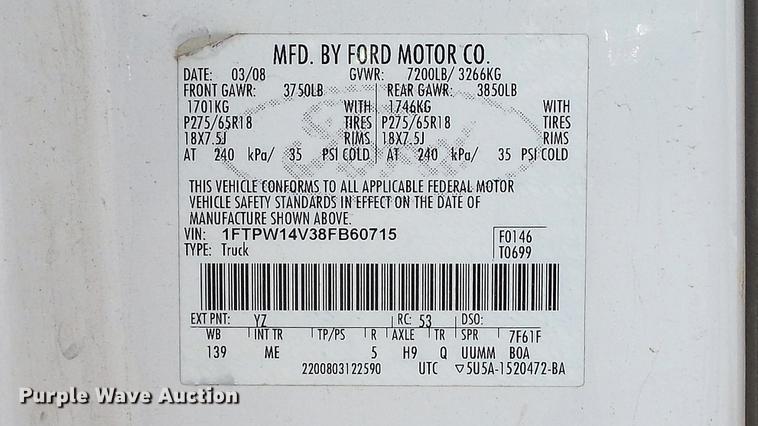 MFD. BY FORD MOTOR CO.
DATE: 03/08 GVWR: 7200LB/ 3266KG
FRONT GAWR: 3750LB REAR GAWR: 3850LB
1701KG WITH 1746KG WITH
P275/65R18 TIRES P275/65R18 TIRES
18X7.5J RIMS 18X7.5J RIMS
AT 240 kPa/ 35 PSI COLD AT 240 kPa/ 35 PSI COLD
THIS VEHICLE CONFORMS TO ALL APPLICABLE FEDERAL MOTOR
VEHICLE SAFETY STANDARDS IN EFFECT ON THE DATE OF
MANUFACTURE SHOWN ABOVE.
VIN: 1FTPW14V38FB60715 F0146
TYPE: Truck T0699
EXT PNT: YZ RC: 53 DSO:
WB INT TR TP/PS R AXLE TR SPR 7F61F
139 ME 5 H9 Q UUMM BOA
2200803122590 UTC ▽5U5A-1520472-BA
Purple Wave Auction